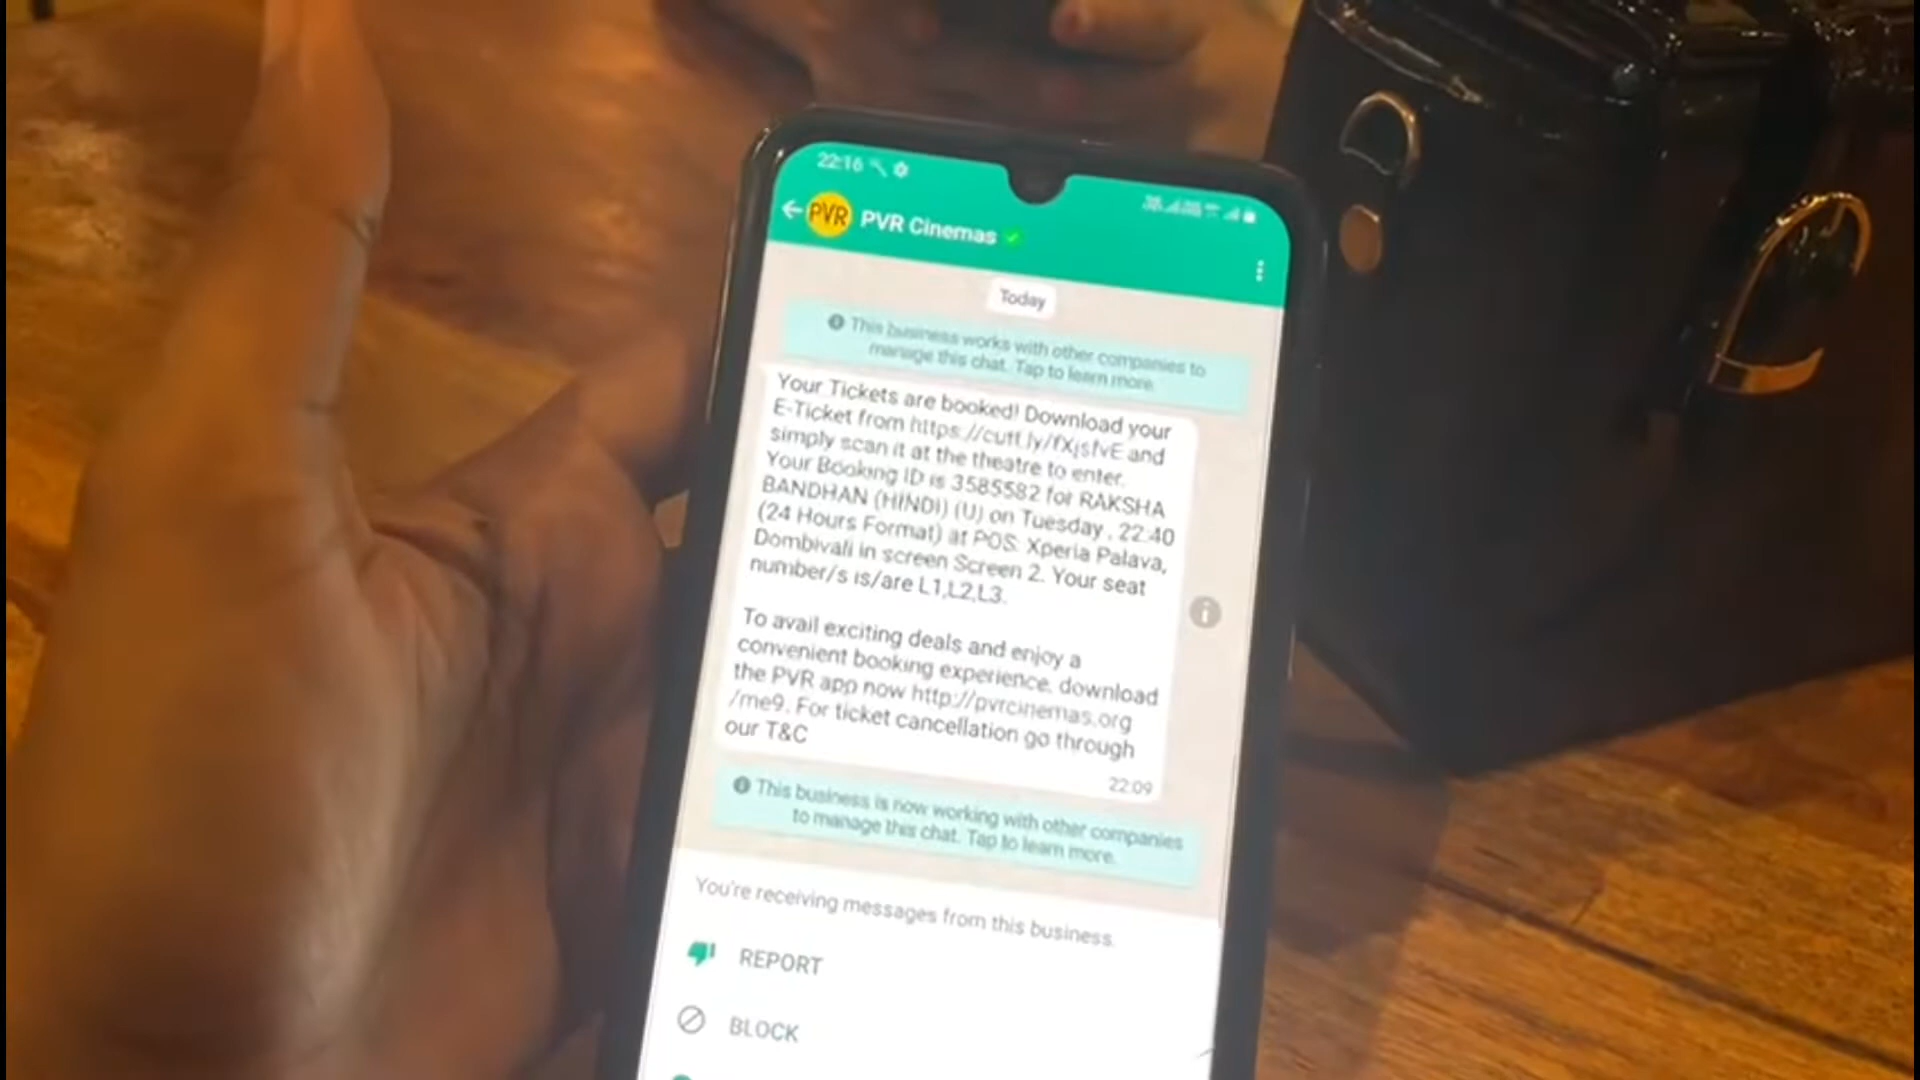 22:16
PVR PVR Cinemas
Today
This business works with other companies to
manage this chat. Tap to learn more.
Your Tickets are booked! Download your
E-Ticket from https://cutt.ly/fXjsfvE and
simply scan it at the theatre to enter.
Your Booking ID is 3585582 for RAKSHA
BANDHAN (HINDI) (U) on Tuesday , 22:40
(24 Hours Format) at POS: Xperia Palava,
Dombivali in screen Screen 2. Your seat
number/s is/are L1,L2,L3.
To avail exciting deals and enjoy a
convenient booking experience, download
the PVR app now http://pvrcinemas.org
/me9. For ticket cancellation go through
our T&C
22:09
This business is now working with other companies
to manage this chat. Tap to learn more.
You're receiving messages from this business.
REPORT
BLOCK